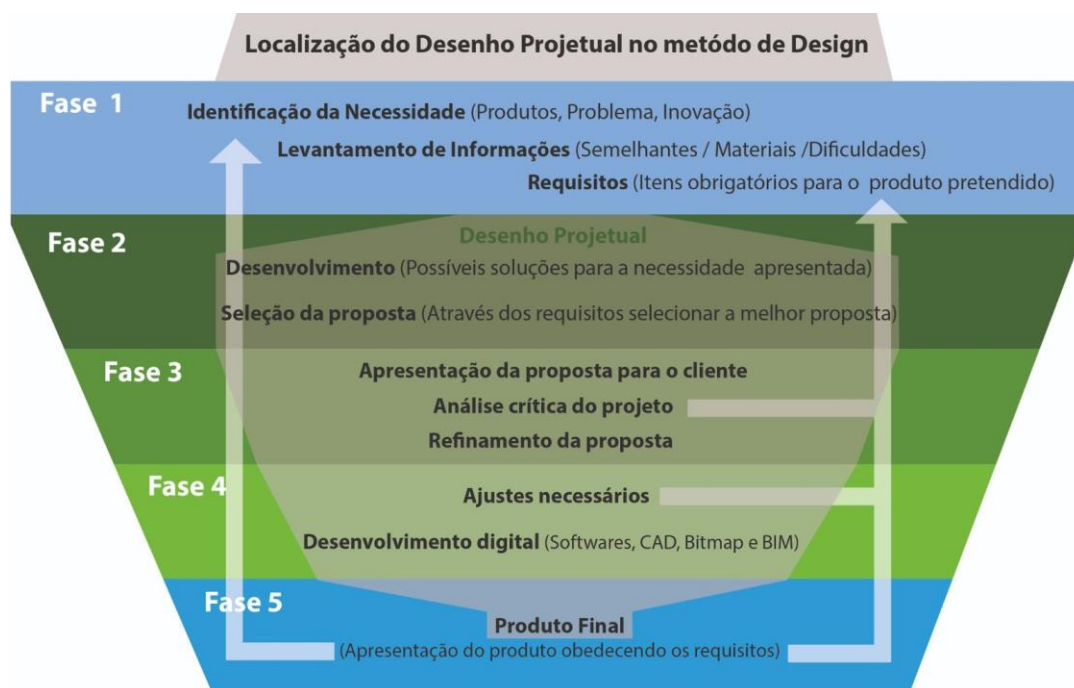 Localização do Desenho Projetual no metódo de Design
Fase 1
Identificação da Necessidade (Produtos, Problema, Inovação)
Levantamento de Informações (Semelhantes / Materiais /Dificuldades)
Requisitos (Itens obrigatórios para o produto pretendido)
Fase 2
Desenho Projetual
Desenvolvimento (Possíveis soluções para a necessidade apresentada)
Seleção da proposta (Através dos requisitos selecionar a melhor proposta)
Fase 3
Apresentação da proposta para o cliente
Análise crítica do projeto
Refinamento da proposta
Fase 4
Ajustes necessários
Desenvolvimento digital (Softwares, CAD, Bitmap e BIM)
Fase 5
Produto Final
(Apresentação do produto obedecendo os requisitos)